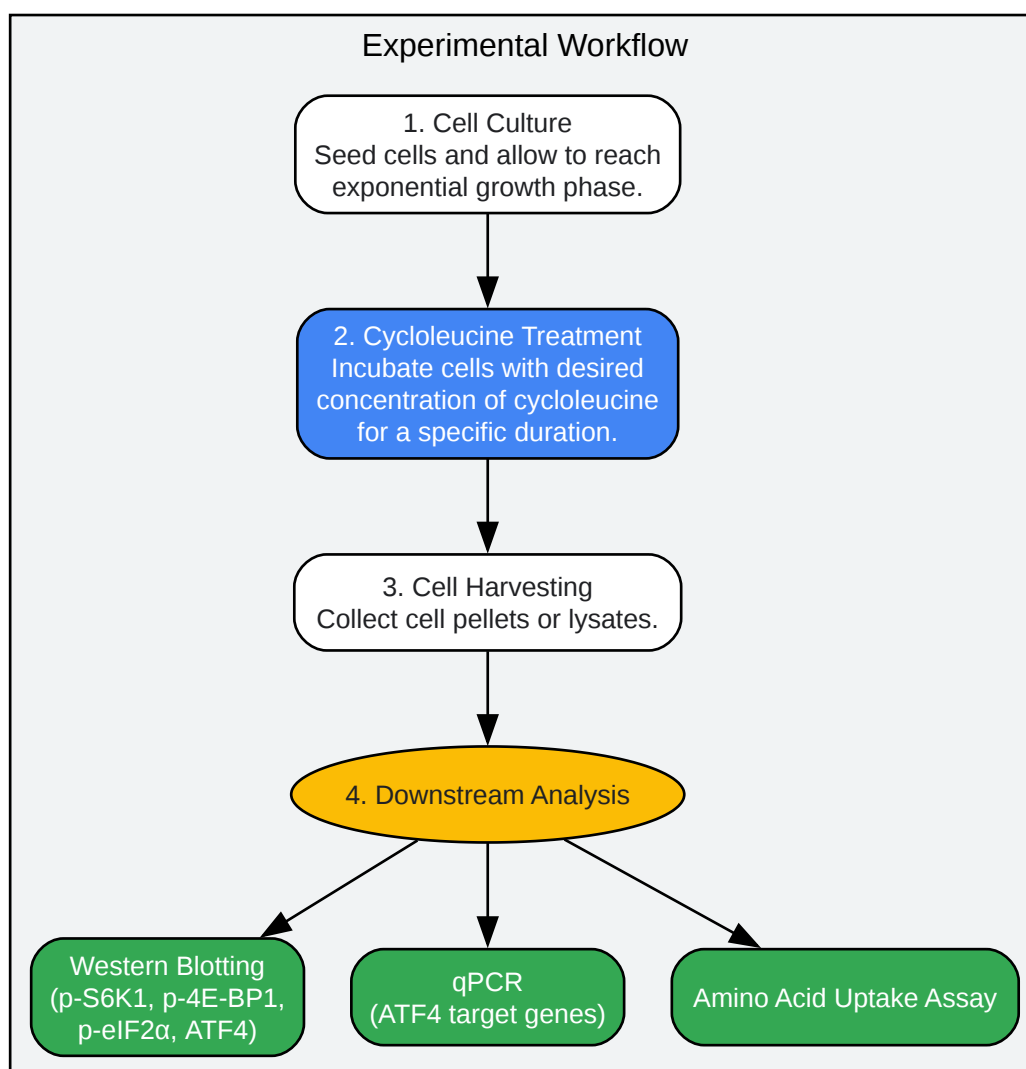 Experimental Workflow
1. Cell Culture
Seed cells and allow to reach
exponential growth phase.
2. Cycloleucine Treatment
Incubate cells with desired
concentration of cycloleucine
for a specific duration.
3. Cell Harvesting
Collect cell pellets or lysates.
4. Downstream Analysis
Western Blotting
(p-S6K1, p-4E-BP1,
p-eIF2α, ATF4)
qPCR
(ATF4 target genes)
Amino Acid Uptake Assay